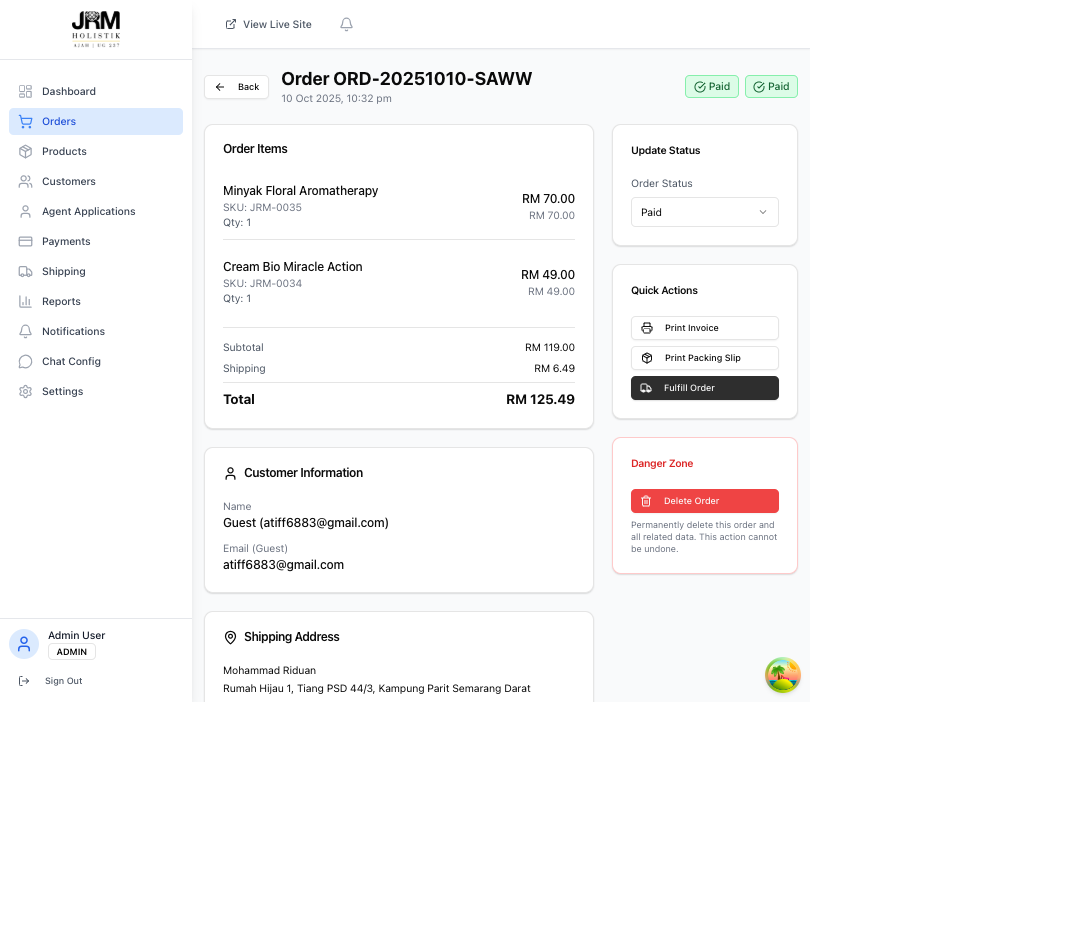 JRM
HOLISTIK
View Live Site
Dashboard
Orders
Products
Customers
Agent Applications
Payments
Shipping
Reports
Notifications
Chat Config
Settings
Admin User
ADMIN
Sign Out
Back
Order ORD-20251010-SAWW
10 Oct 2025, 10:32 pm
Paid
Paid
Order Items
Minyak Floral Aromatherapy
SKU: JRM-0035
Qty: 1
RM 70.00
RM 70.00
Cream Bio Miracle Action
SKU: JRM-0034
Qty: 1
RM 49.00
RM 49.00
Subtotal RM 119.00
Shipping RM 6.49
Total RM 125.49
Customer Information
Name
Guest (atiff6883@gmail.com)
Email (Guest)
atiff6883@gmail.com
Shipping Address
Mohammad Riduan
Rumah Hijau 1, Tiang PSD 44/3, Kampung Parit Semarang Darat
Update Status
Order Status
Paid
Quick Actions
Print Invoice
Print Packing Slip
Fulfill Order
Danger Zone
Delete Order
Permanently delete this order and
all related data. This action cannot
be undone.